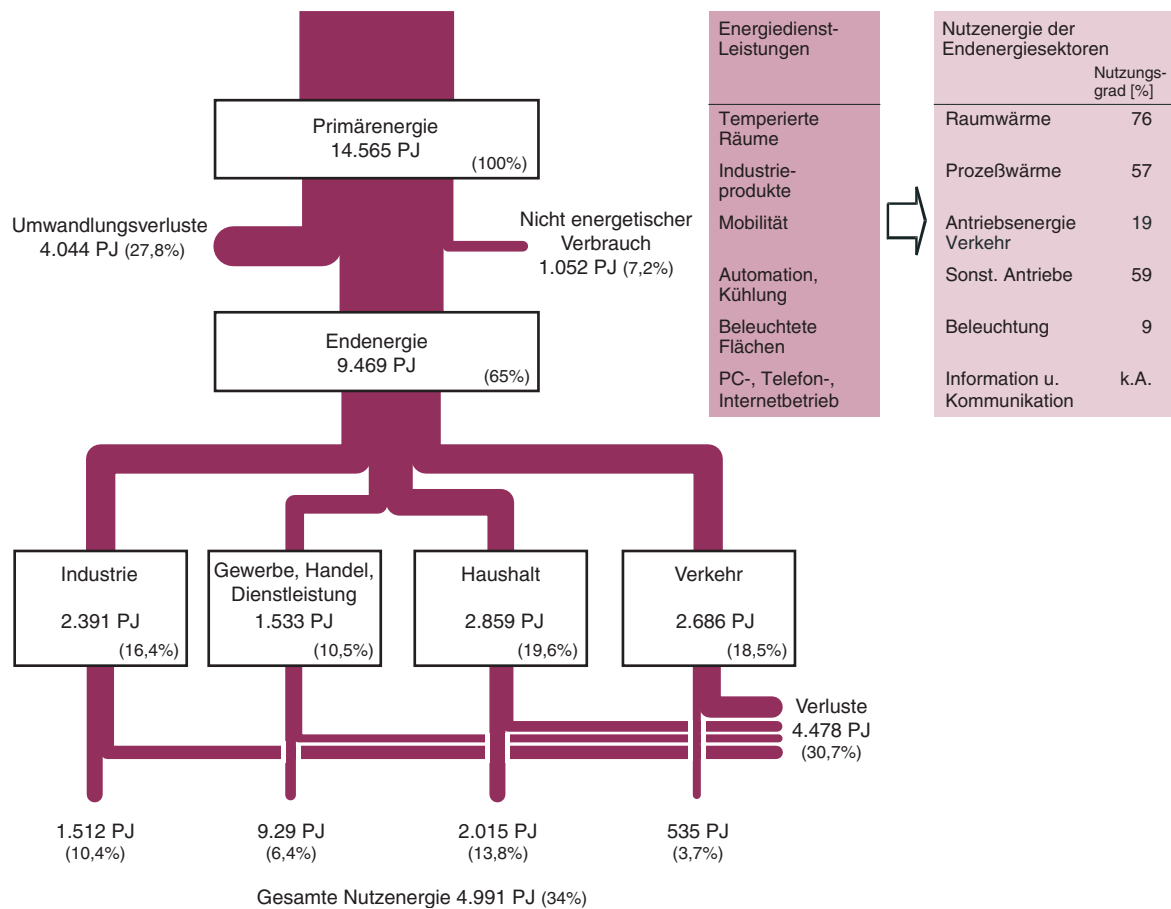 Primärenergie
14.565 PJ
(100%)
Umwandlungsverluste
4.044 PJ (27,8%)
Nicht energetischer
Verbrauch
1.052 PJ (7,2%)
Endenergie
9.469 PJ
(65%)
Industrie
2.391 PJ
(16,4%)
Gewerbe, Handel,
Dienstleistung
1.533 PJ
(10,5%)
Haushalt
2.859 PJ
(19,6%)
Verkehr
2.686 PJ
(18,5%)
Verluste
4.478 PJ
(30,7%)
1.512 PJ
(10,4%)
9.29 PJ
(6,4%)
2.015 PJ
(13,8%)
535 PJ
(3,7%)
Gesamte Nutzenergie 4.991 PJ (34%)
Energiedienst-
Leistungen
Temperierte
Räume
Industrie-
produkte
Mobilität
Automation,
Kühlung
Beleuchtete
Flächen
PC-, Telefon-,
Internetbetrieb
Nutzenergie der
Endenergiesektoren
Nutzungs-
grad [%]
Raumwärme 76
Prozeßwärme 57
Antriebsenergie 19
Verkehr
Sonst. Antriebe 59
Beleuchtung 9
Information u. k.A.
Kommunikation